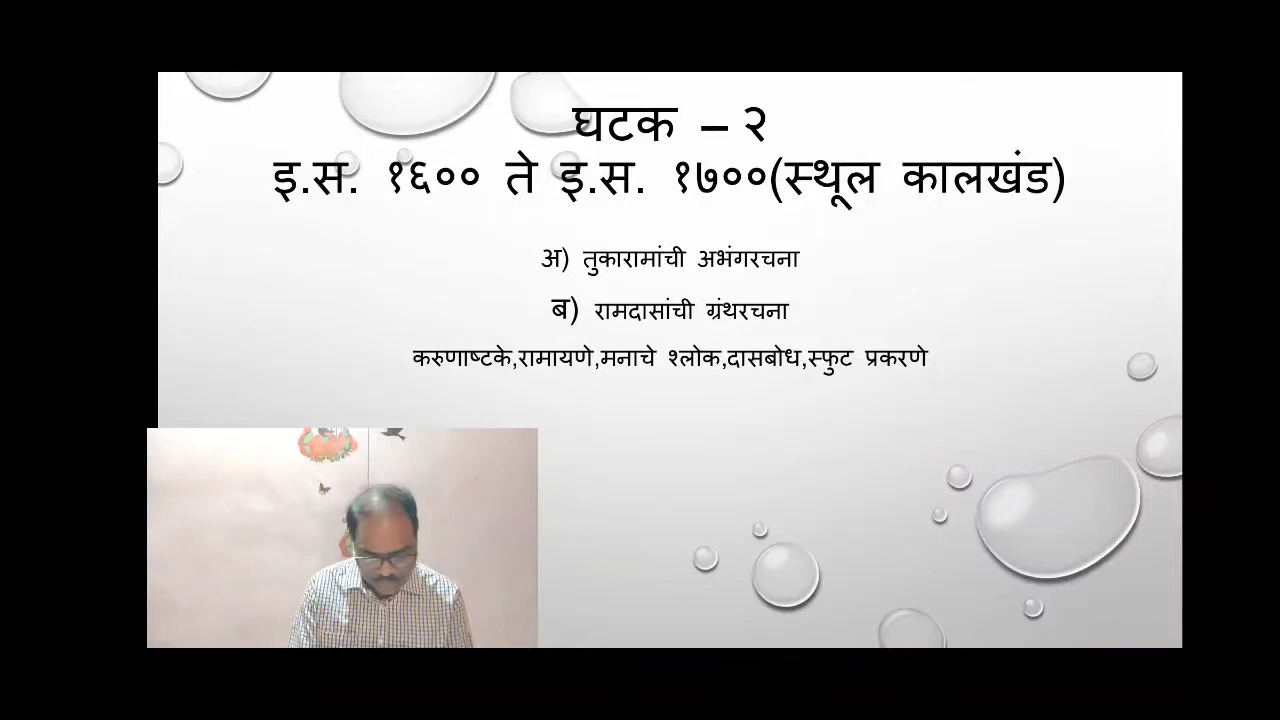 घटक – २
इ.स. १६०० ते इ.स. १७००(स्थूल कालखंड)
अ) तुकारामांची अभंगरचना
ब) रामदासांची ग्रंथरचना
करुणाष्टके,रामायणे,मनाचे श्लोक,दासबोध,स्फुट प्रकरणे